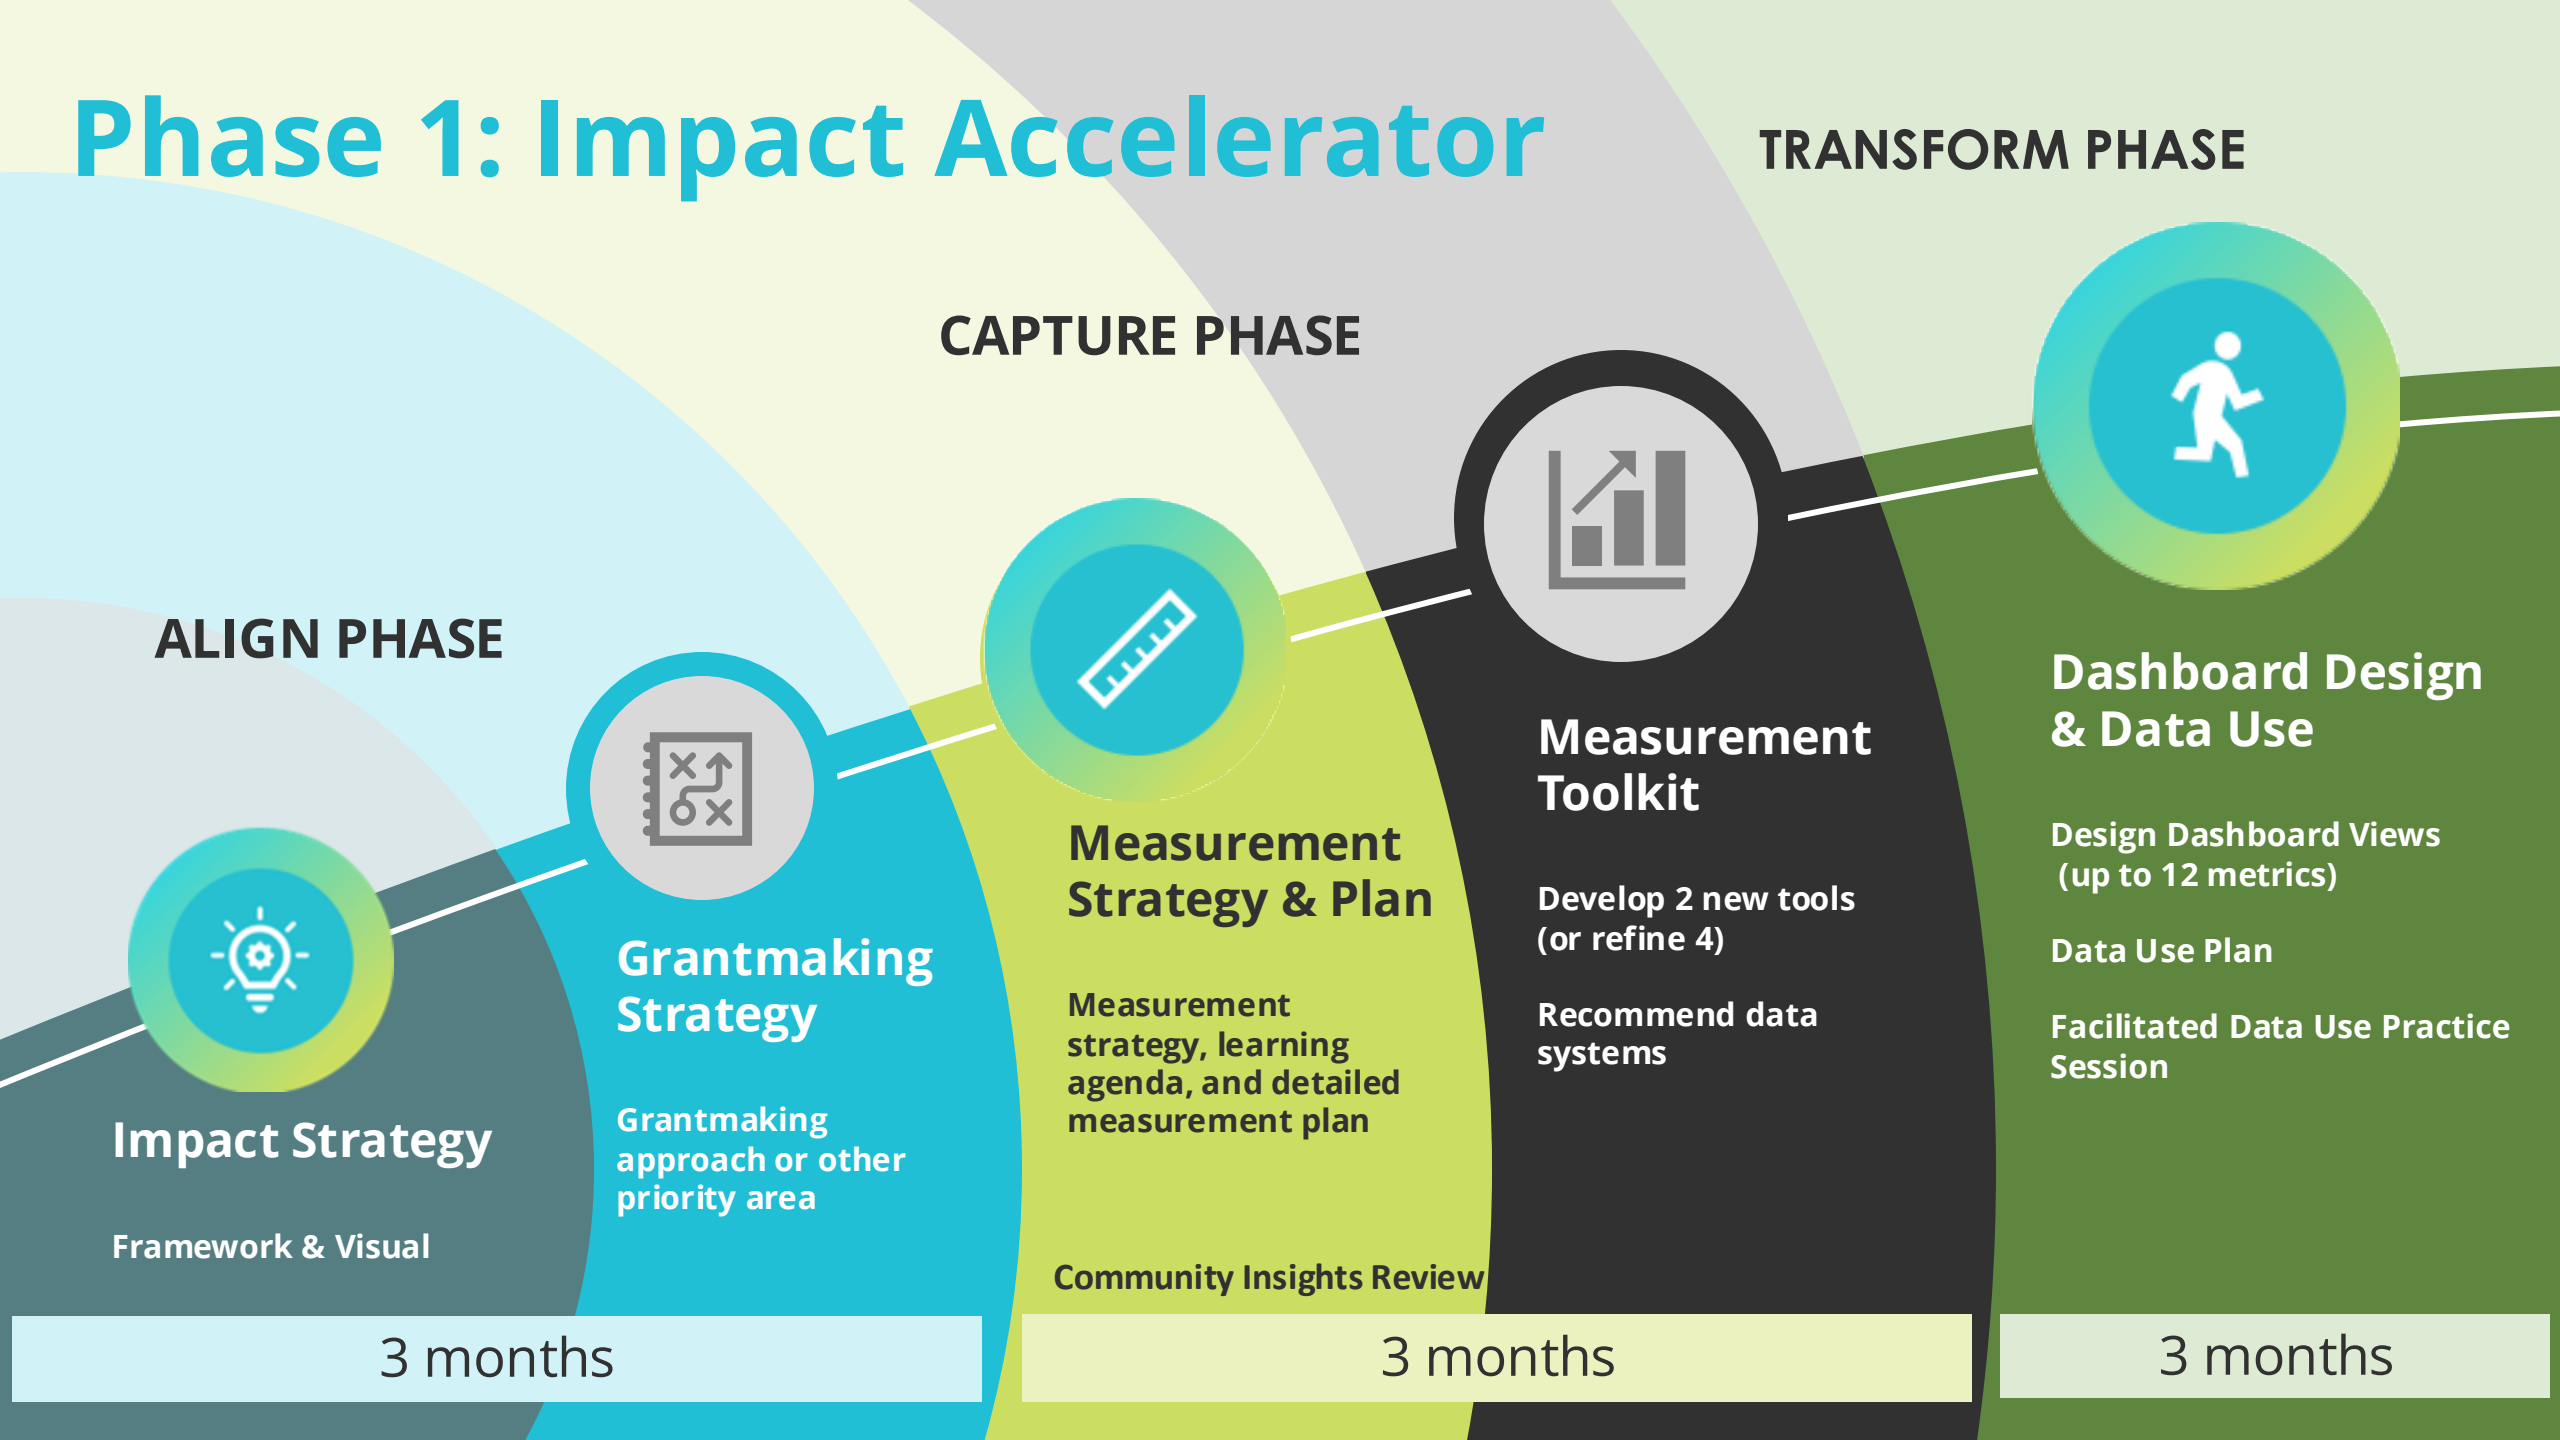 Phase 1: Impact Accelerator
TRANSFORM PHASE
CAPTURE PHASE
ALIGN PHASE
Impact Strategy
Framework & Visual
Grantmaking
Strategy
Grantmaking
approach or other
priority area
Measurement
Strategy & Plan
Measurement
strategy, learning
agenda, and detailed
measurement plan
Community Insights Review
Measurement
Toolkit
Develop 2 new tools
(or refine 4)
Recommend data
systems
Dashboard Design
& Data Use
Design Dashboard Views
(up to 12 metrics)
Data Use Plan
Facilitated Data Use Practice
Session
3 months
3 months
3 months